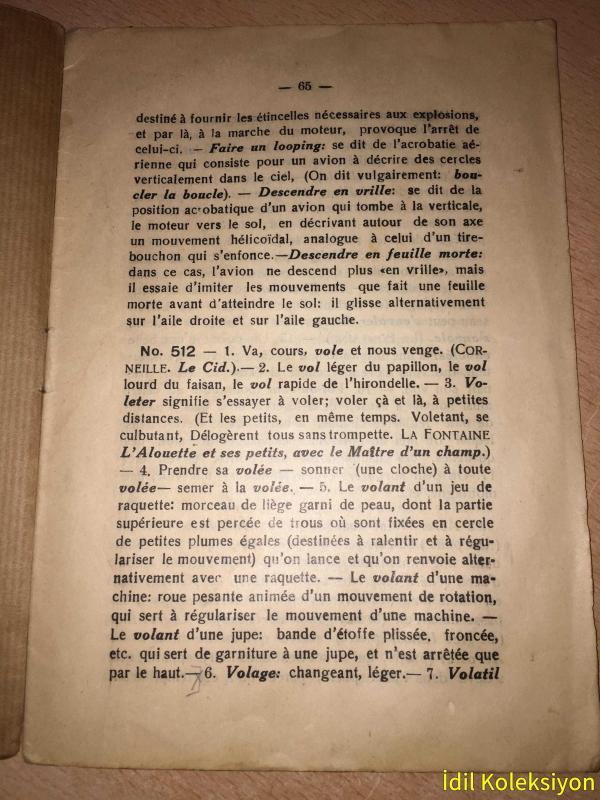 — 65 —
destiné à fournir les étincelles nécessaires aux explosions,
et par là, à la marche du moteur, provoque l'arrêt de
celui-ci. – Faire un looping: se dit de l'acrobatie aé-
rienne qui consiste pour un avion à décrire des cercles
verticalement dans le ciel, (On dit vulgairement: bou-
cler la boucle). — Descendre en vrille: se dit de la
position acrobatique d'un avion qui tombe à la verticale,
le moteur vers le sol, en décrivant autour de son axe
un mouvement hélicoïdal, analogue à celui d'un tire-
bouchon qui s'enfonce.—Descendre en feuille morte:
dans ce cas, l'avion ne descend plus «en vrille», mais
il essaie d'imiter les mouvements que fait une feuille
morte avant d'atteindre le sol: il glisse alternativement
sur l'aile droite et sur l'aile gauche.
No. 512 — 1. Va, cours, vole et nous venge. (COR-
NEILLE. Le Cid.).— 2. Le vol léger du papillon, le vol
lourd du faisan, le vol rapide de l'hirondelle. — 3. Vo-
leter signifie s'essayer à voler; voler çà et là, à petites
distances. (Et les petits, en même temps. Voletant, se
culbutant, Délogèrent tous sans trompette. LA FONTAINE
L'Alouette et ses petits, avec le Maître d'un champ.)
— 4. Prendre sa volée — sonner (une cloche) à toute
volée— semer à la volée. — 5. Le volant d'un jeu de
raquette: morceau de liège garni de peau, dont la partie
supérieure est percée de trous où sont fixées en cercle
de petites plumes égales (destinées à ralentir et à régu-
lariser le mouvement) qu'on lance et qu'on renvoie alter-
nativement avec une raquette. — Le volant d'une ma-
chine: roue pesante animée d'un mouvement de rotation,
qui sert à régulariser le mouvement d'une machine. —
Le volant d'une jupe: bande d'étoffe plissée, froncée,
etc. qui sert de garniture à une jupe, et n'est arrêtée que
par le haut.— 6. Volage: changeant, léger.— 7. Volatil
İdil Koleksiyon